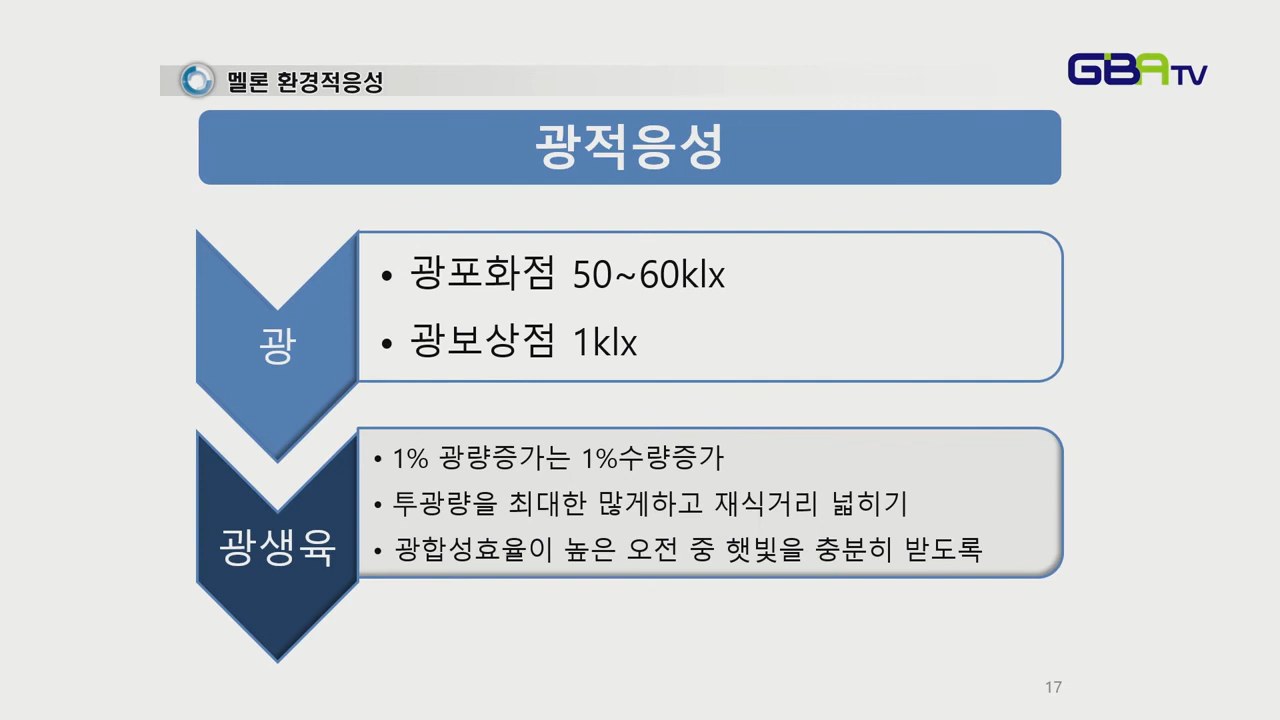 멜론 환경적응성
GBA TV
광적응성
광
• 광포화점 50~60klx
• 광보상점 1klx
광생육
• 1% 광량증가는 1%수량증가
• 투광량을 최대한 많게하고 재식거리 넓히기
• 광합성효율이 높은 오전 중 햇빛을 충분히 받도록
17